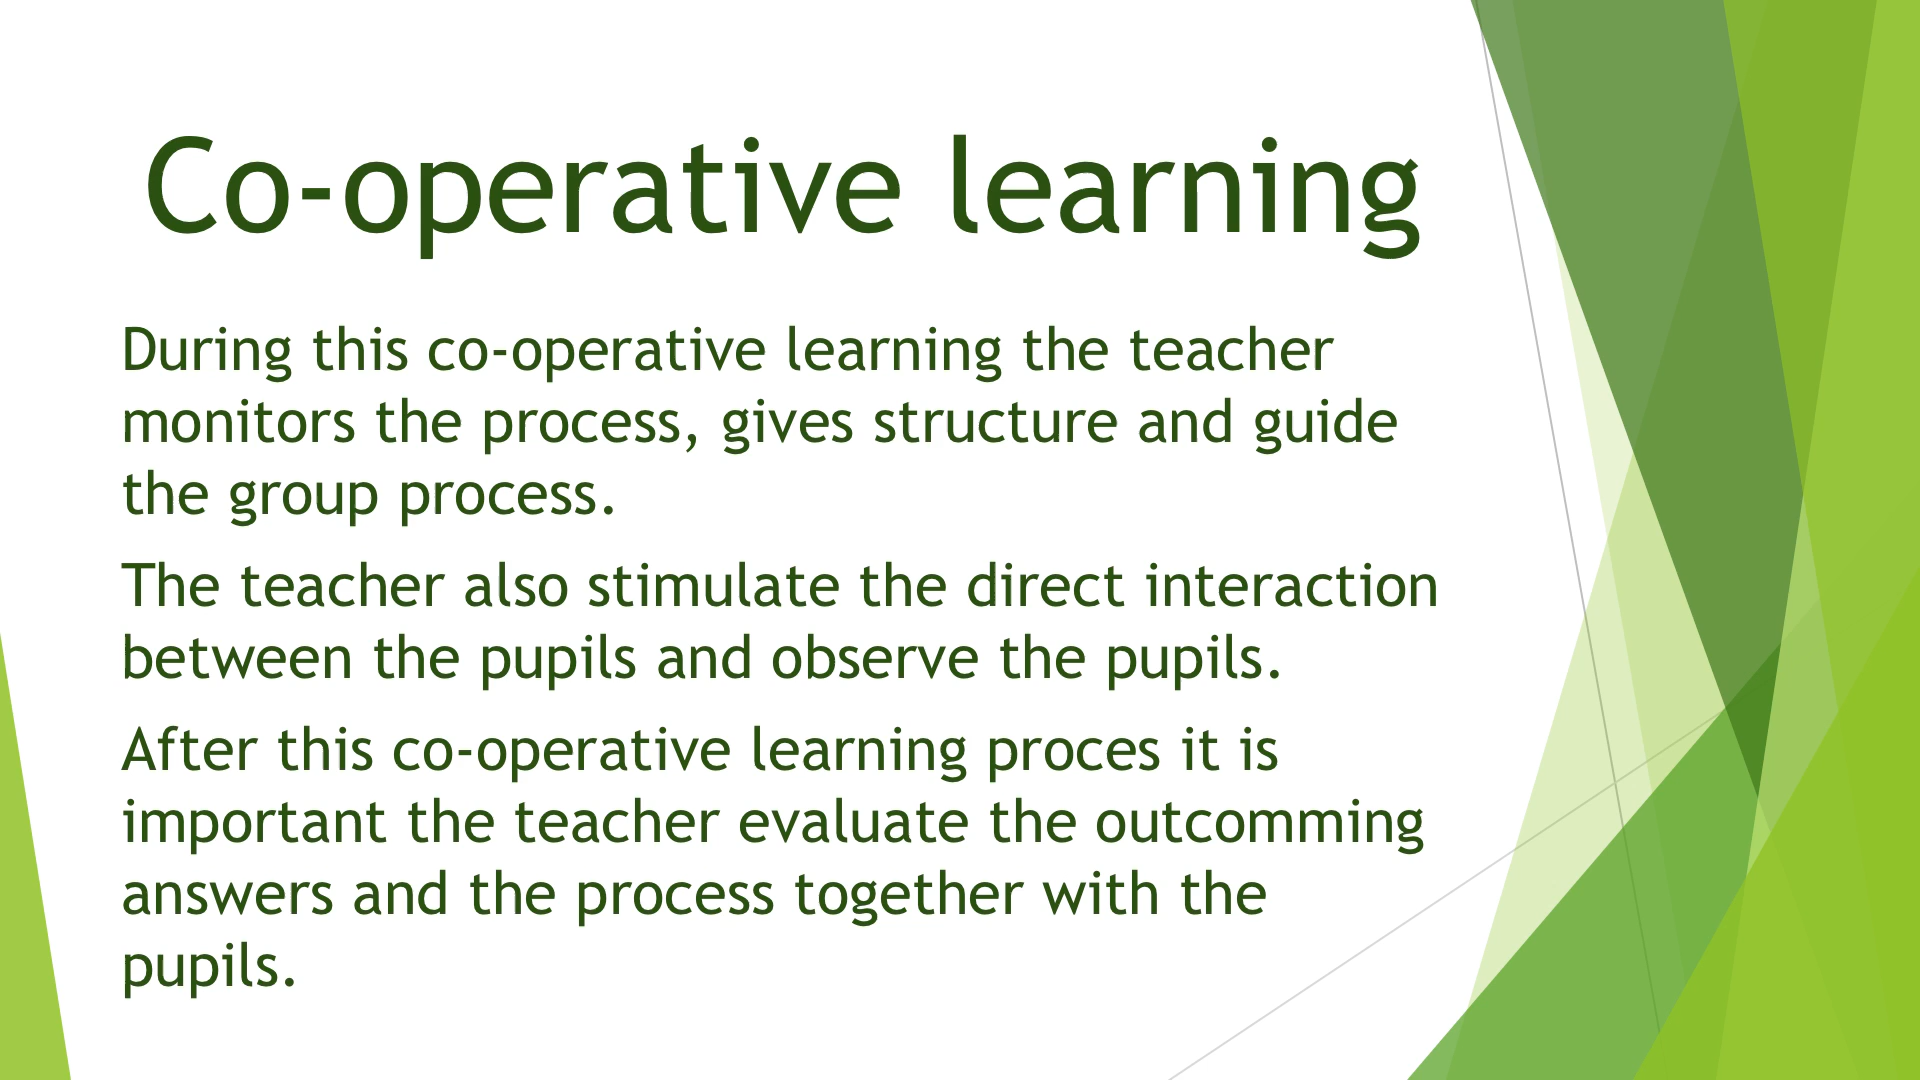 Co-operative learning
During this co-operative learning the teacher
monitors the process, gives structure and guide
the group process.
The teacher also stimulate the direct interaction
between the pupils and observe the pupils.
After this co-operative learning proces it is
important the teacher evaluate the outcomming
answers and the process together with the
pupils.